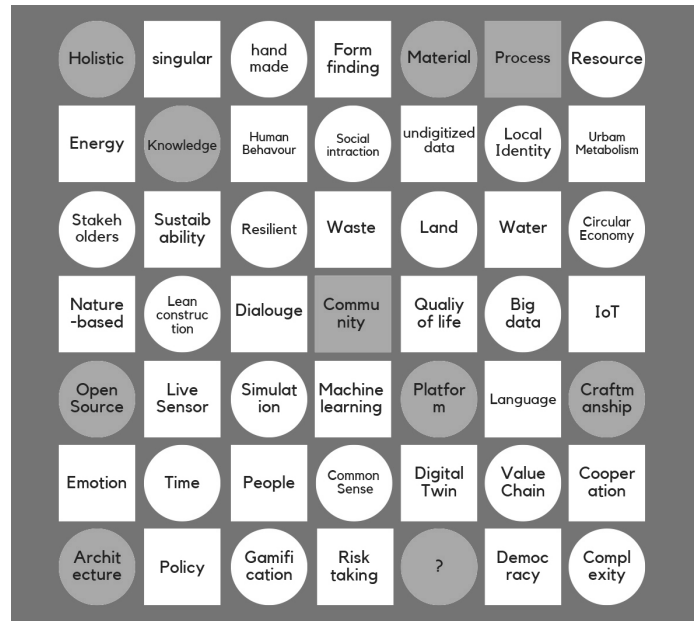 Holistic
singular
hand
made
Form
finding
Material
Process
Resource
Energy
Knowledge
Human
Behavour
Social
intraction
undigitized
data
Local
Identity
Urbam
Metabolism
Stakeh
olders
Sustaib
ability
Resilient
Waste
Land
Water
Circular
Economy
Nature
-based
Lean
construc
tion
Dialouge
Commu
nity
Qualiy
of life
Big
data
IoT
Open
Source
Live
Sensor
Simulat
ion
Machine
learning
Platfor
m
Language
Craftm
anship
Emotion
Time
People
Common
Sense
Digital
Twin
Value
Chain
Cooper
ation
Archit
ecture
Policy
Gamifi
cation
Risk
taking
?
Democ
racy
Compl
exity